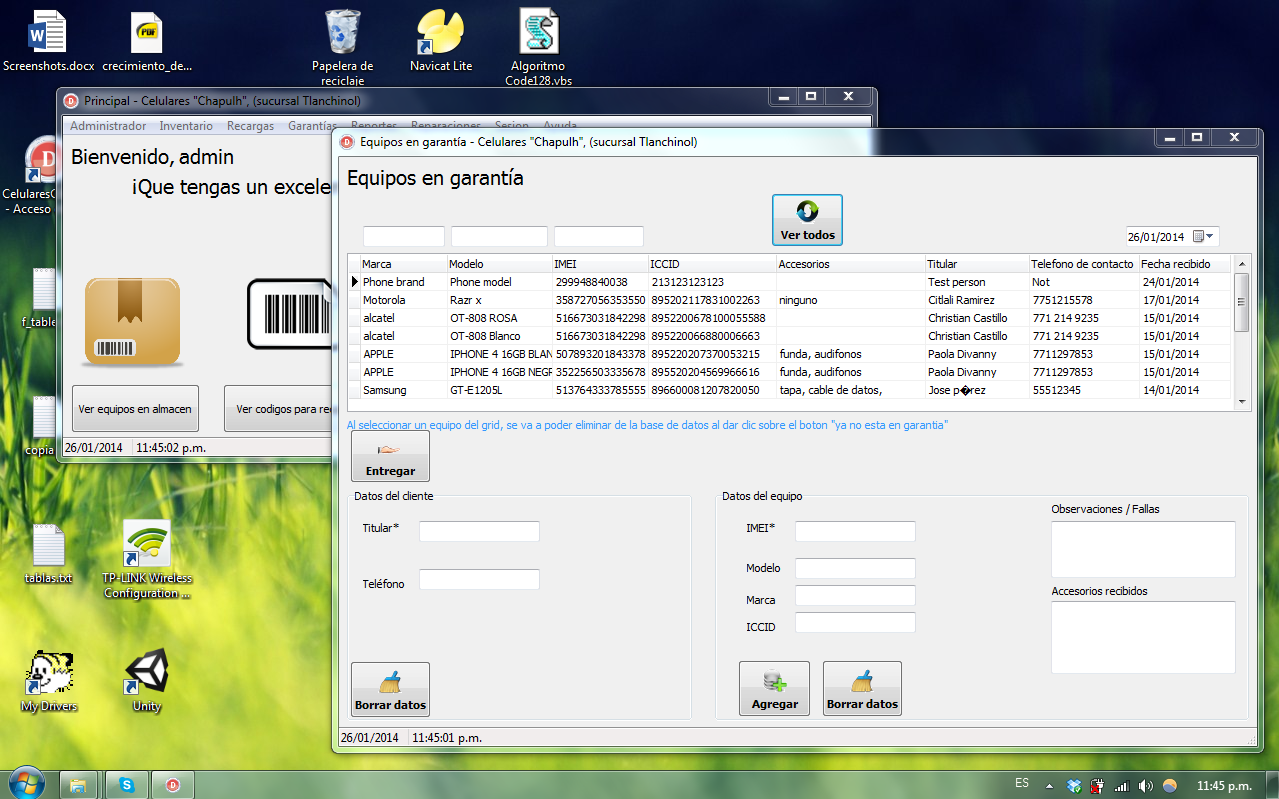 Screenshots.docx
crecimiento_de...
Papelera de
reciclaje
Navicat Lite
Algoritmo
Code128.vbs
- Acceso
tablas.txt
TP-LINK Wireless
Configuration ...
My Drivers
Unity
Principal - Celulares "Chapulh", (sucursal Tlanchinol)
Administrador Inventario Recargas Garantías Reportes Reparaciones Sesion Ayuda
Bienvenido, admin
¡Que tengas un excele
Ver equipos en almacen
Ver codigos para rec
26/01/2014 11:45:02 p.m.
Equipos en garantía - Celulares "Chapulh", (sucursal Tlanchinol)
Equipos en garantía
Ver todos
26/01/2014
Marca Modelo IMEI ICCID Accesorios Titular Telefono de contacto Fecha recibido
Phone brand Phone model 299948840038 213123123123 Test person Not 24/01/2014
Motorola Razr x 358727056353550 895202117831002263 ninguno Citlali Ramirez 7751215578 17/01/2014
alcatel OT-808 ROSA 516673031842298 8952200678100055588 Christian Castillo 771 214 9235 15/01/2014
alcatel OT-808 Blanco 516673031842298 8952200066880006663 Christian Castillo 771 214 9235 15/01/2014
APPLE IPHONE 4 16GB BLAN 507893201843378 895220207370053215 funda, audifonos Paola Divanny 7711297853 15/01/2014
APPLE IPHONE 4 16GB NEGR 352256503335678 895520204569966616 funda, audifonos Paola Divanny 7711297853 15/01/2014
Samsung GT-E1205L 513764333785555 896600081207820050 tapa, cable de datos, Jose p�rez 55512345 14/01/2014
Al seleccionar un equipo del grid, se va a poder eliminar de la base de datos al dar clic sobre el boton "ya no esta en garantia"
Entregar
Datos del cliente
Titular*
Teléfono
Borrar datos
Datos del equipo
IMEI*
Modelo
Marca
ICCID
Observaciones / Fallas
Accesorios recibidos
Agregar
Borrar datos
26/01/2014 11:45:01 p.m.
ES 11:45 p.m.